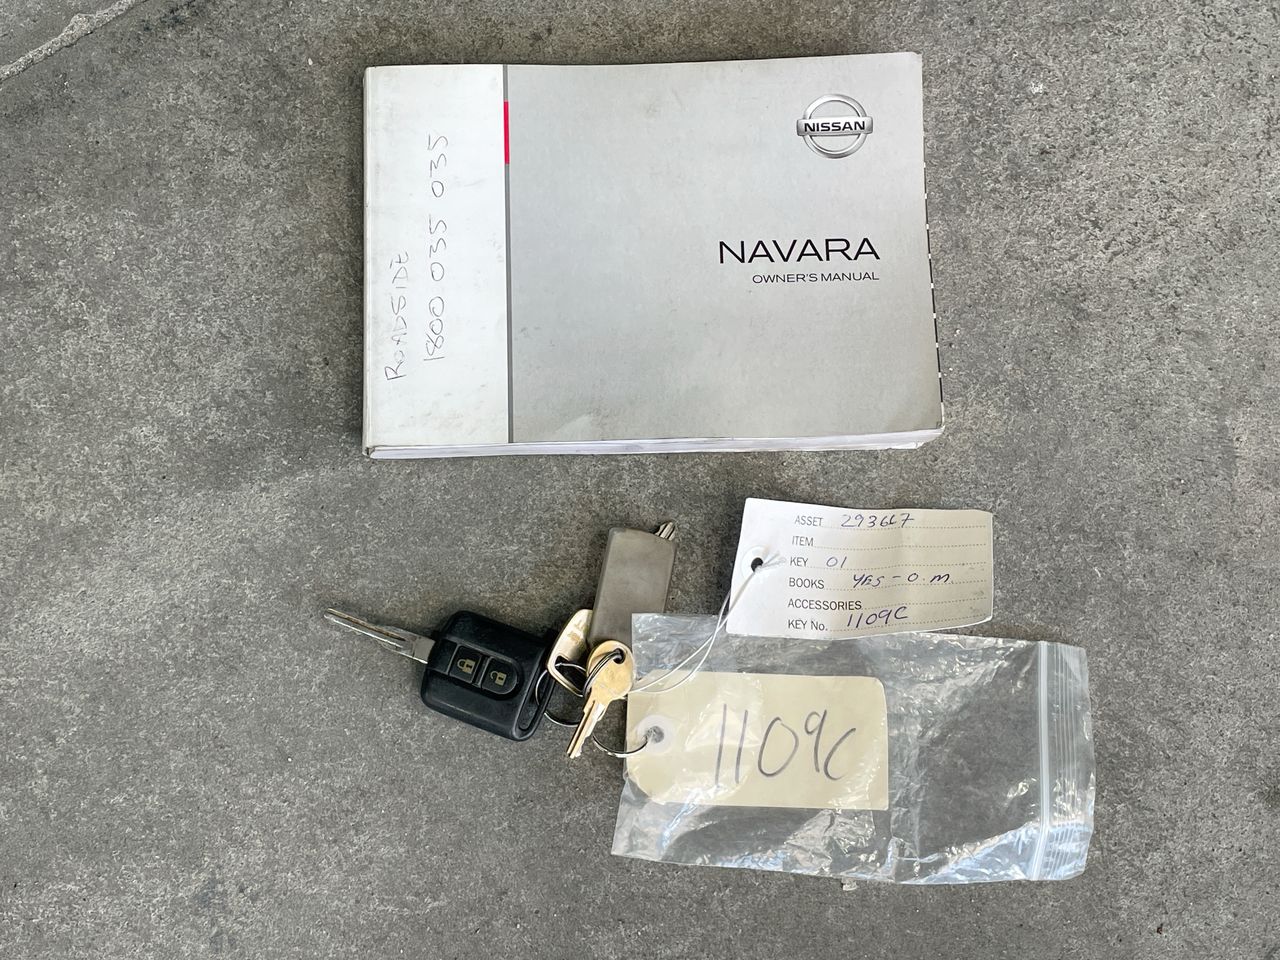 NISSAN
NAVARA
OWNER'S MANUAL
ROADSIDE
1800 035 035
ASSET 293667
ITEM
KEY 01
BOOKS YES - O.M
ACCESSORIES
KEY No. 1109C
1109C